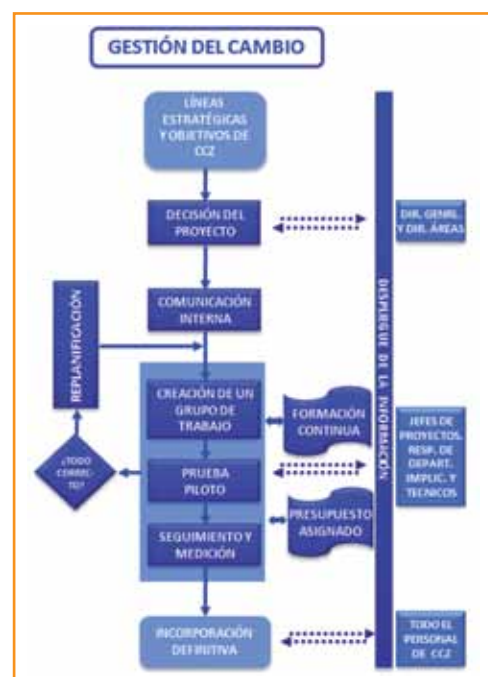 GESTIÓN DEL CAMBIO
LÍNEAS
ESTRATÉGICAS
Y OBJETIVOS DE
CCZ
DECISIÓN DEL
PROYECTO
DIR. GENRL.
Y DIR. ÁREAS
COMUNICACIÓN
INTERNA
REPLANIFICACIÓN
DESPLIEGUE DE LA INFORMACIÓN
CREACIÓN DE UN
GRUPO DE
TRABAJO
FORMACIÓN
CONTINUA
JEFES DE
PROYECTOS.
RESP. DE
DEPART.
IMPLIC. Y
TECNICOS
¿TODO
CORREC-
TO?
PRUEBA
PILOTO
PRESUPUESTO
ASIGNADO
SEGUIMIENTO Y
MEDICIÓN
INCORPORACIÓN
DEFINITIVA
TODO EL
PERSONAL
DE CCZ